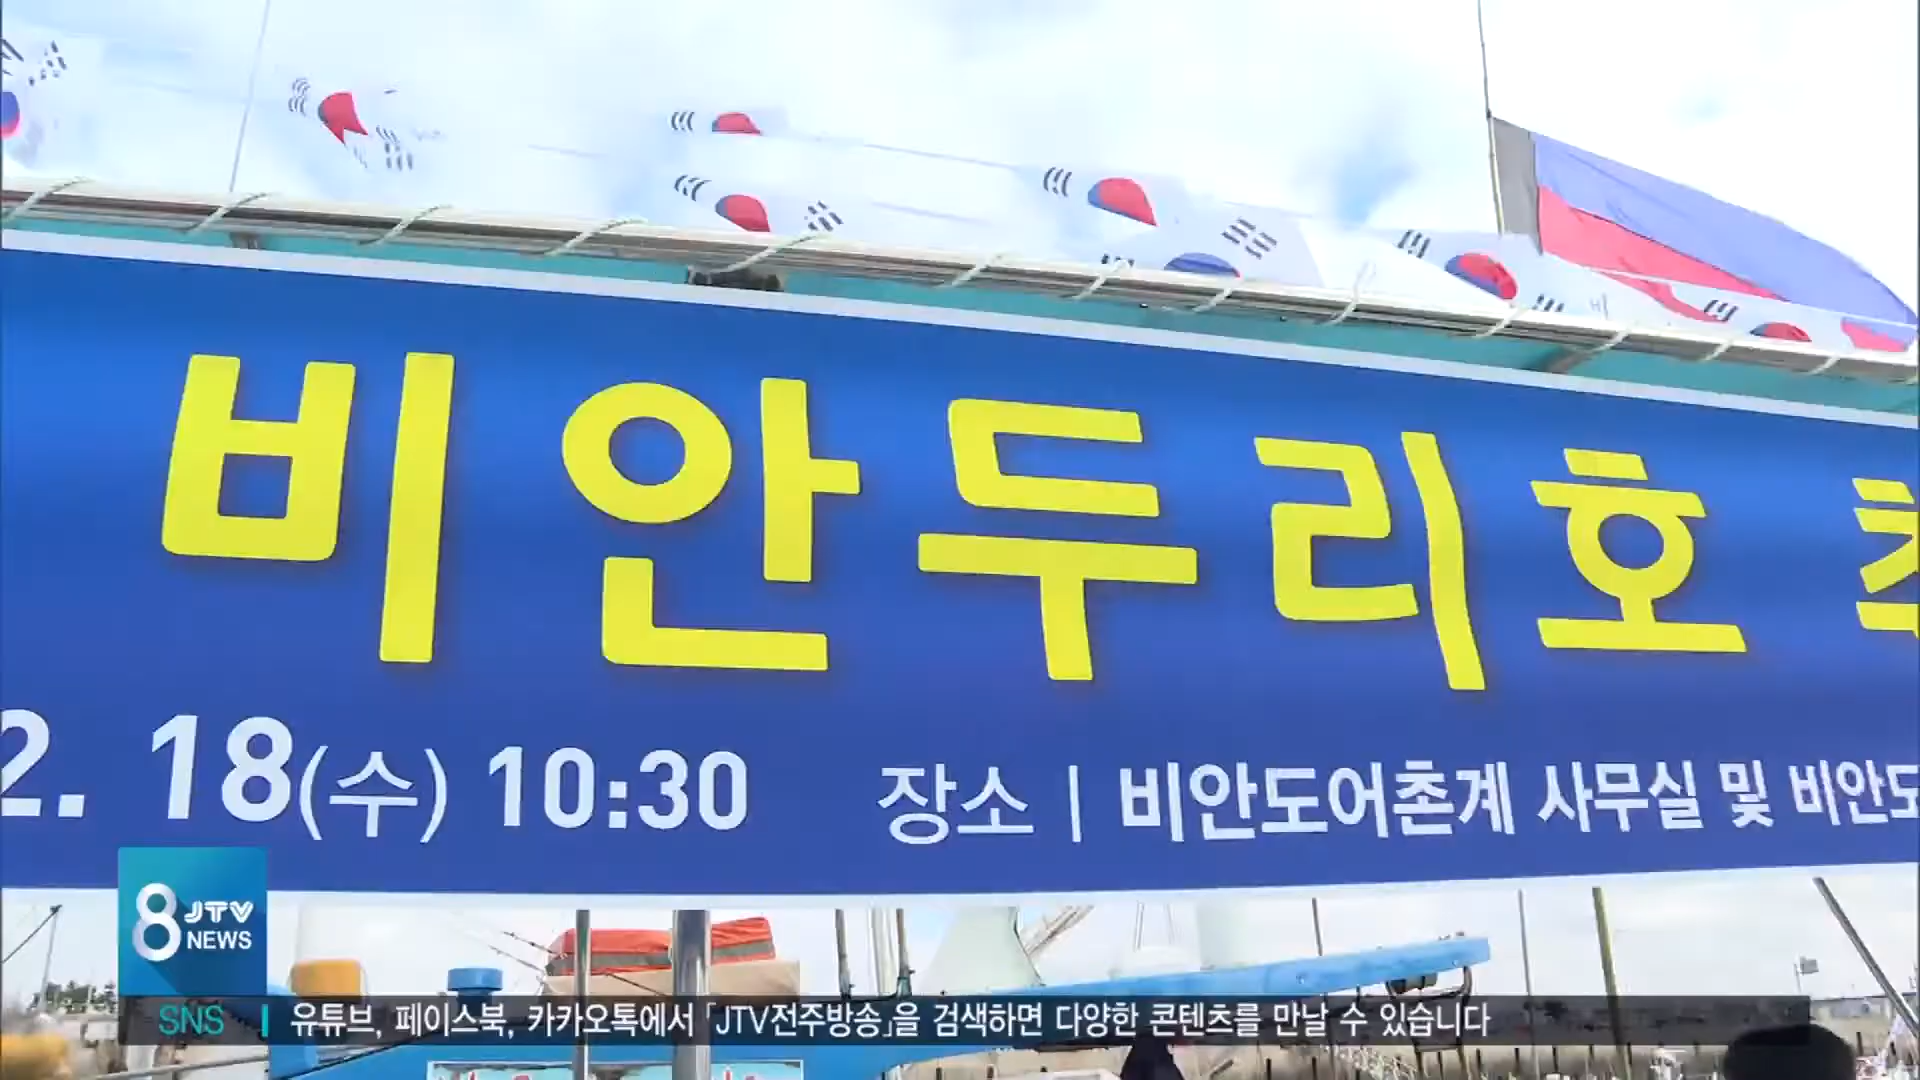 비안두리호
2. 18(수) 10:30 장소 | 비안도어촌계 사무실 및 비안도
8 JTV NEWS
SNS | 유튜브, 페이스북, 카카오톡에서 「JTV전주방송」을 검색하면 다양한 콘텐츠를 만날 수 있습니다